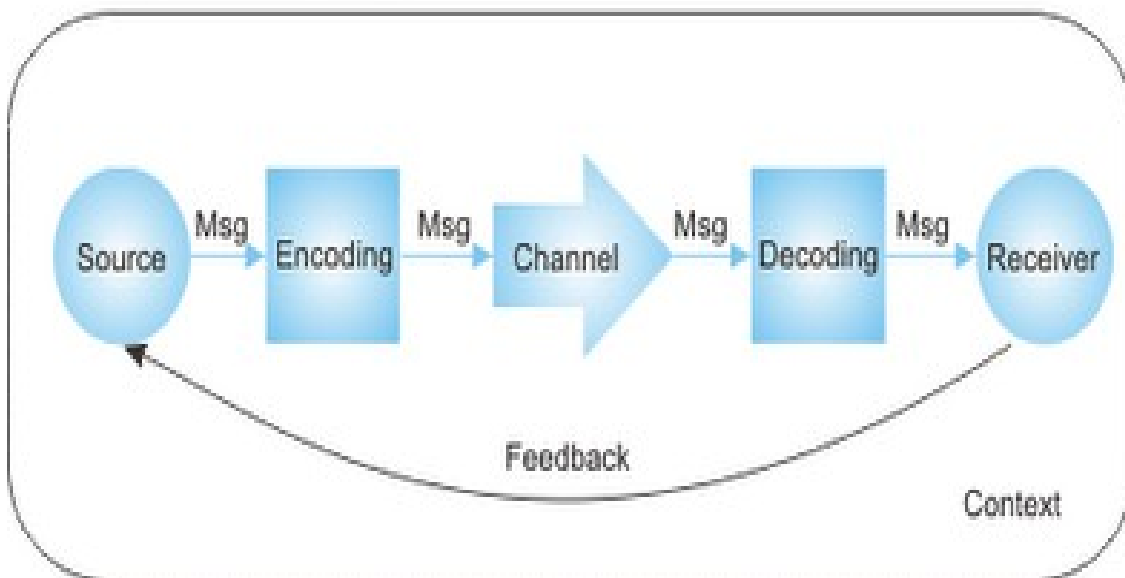 Msg Msg Msg Msg
Source Encoding Channel Decoding Receiver
Feedback
Context